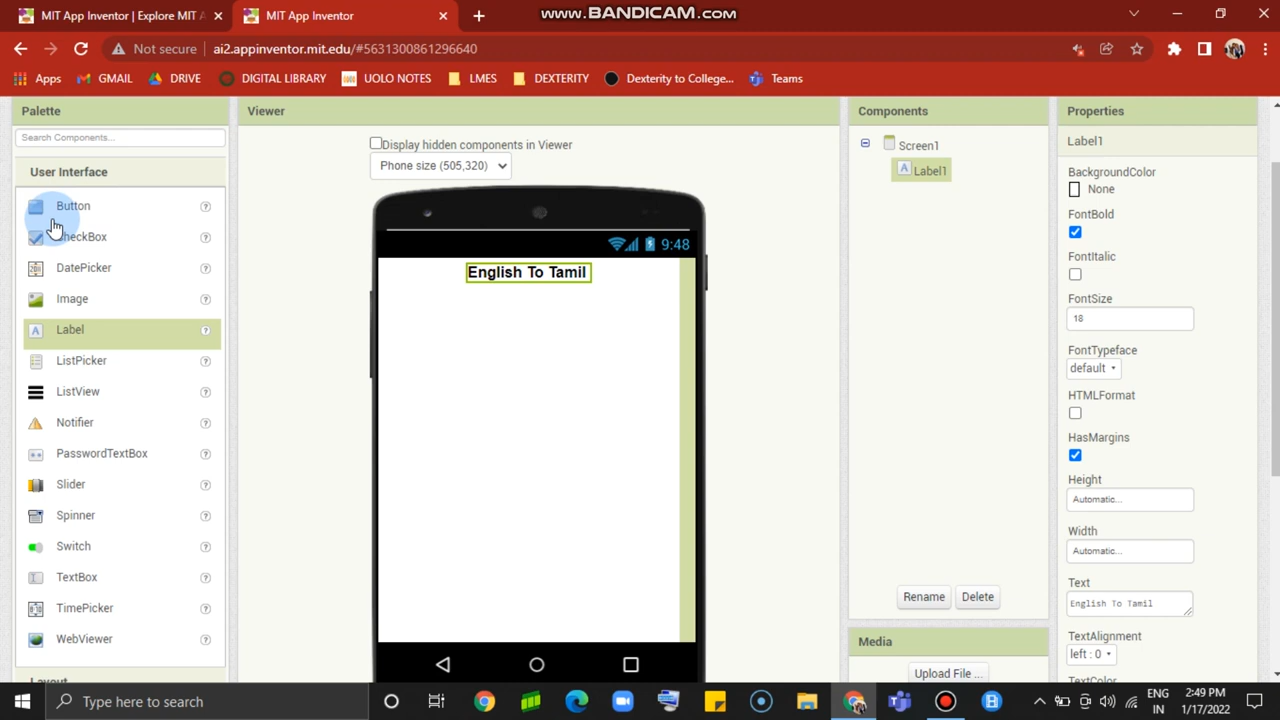 www.BANDICAM.com
MIT App Inventor | Explore MIT A
MIT App Inventor
Not secure
ai2.appinventor.mit.edu/#5631300861296640
Apps
GMAIL
DRIVE
DIGITAL LIBRARY
UOLO NOTES
LMES
DEXTERITY
Dexterity to College...
Teams
Palette
Search Components...
User Interface
Button
CheckBox
DatePicker
Image
Label
ListPicker
ListView
Notifier
PasswordTextBox
Slider
Spinner
Switch
TextBox
TimePicker
WebViewer
Layout
Viewer
Display hidden components in Viewer
Phone size (505,320)
9:48
English To Tamil
Components
Screen1
Label1
Rename
Delete
Media
Upload File ...
Properties
Label1
BackgroundColor
None
FontBold
FontItalic
FontSize
18
FontTypeface
default
HTMLFormat
HasMargins
Height
Automatic...
Width
Automatic...
Text
English To Tamil
TextAlignment
left : 0
TextColor
Type here to search
ENG
IN
2:49 PM
1/17/2022